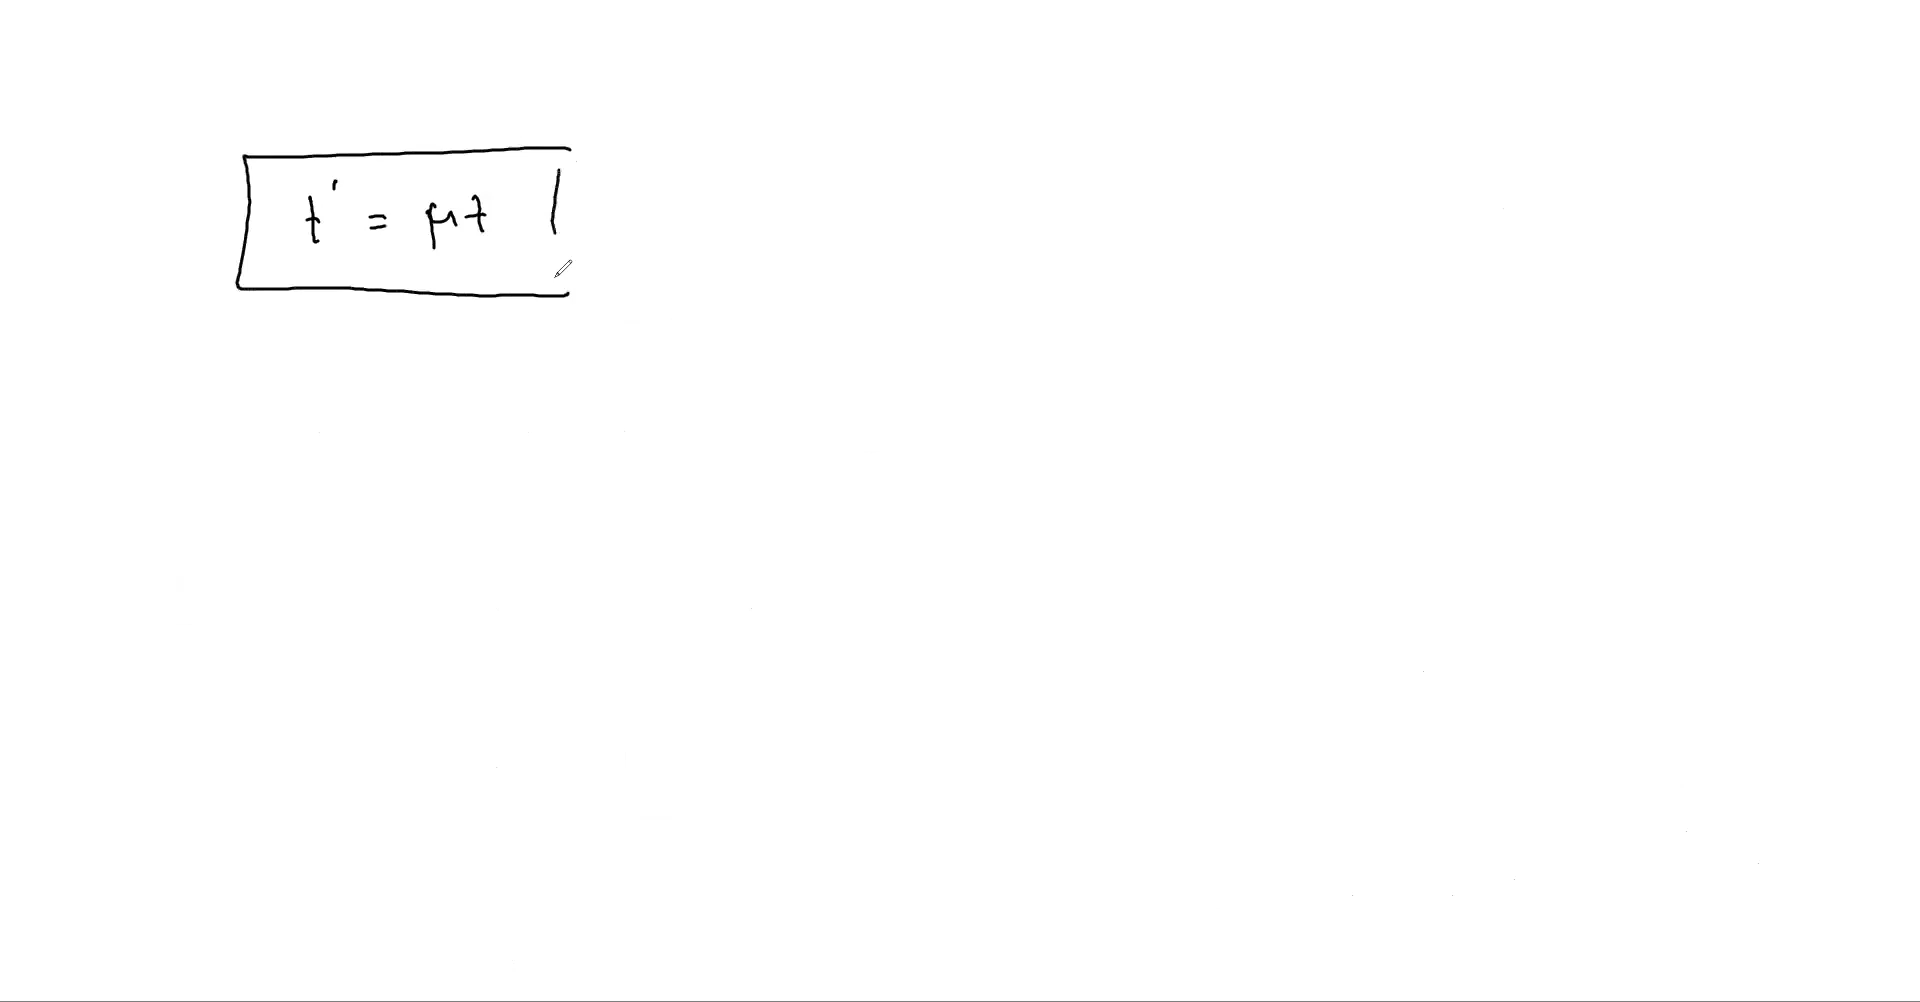 t' = μt